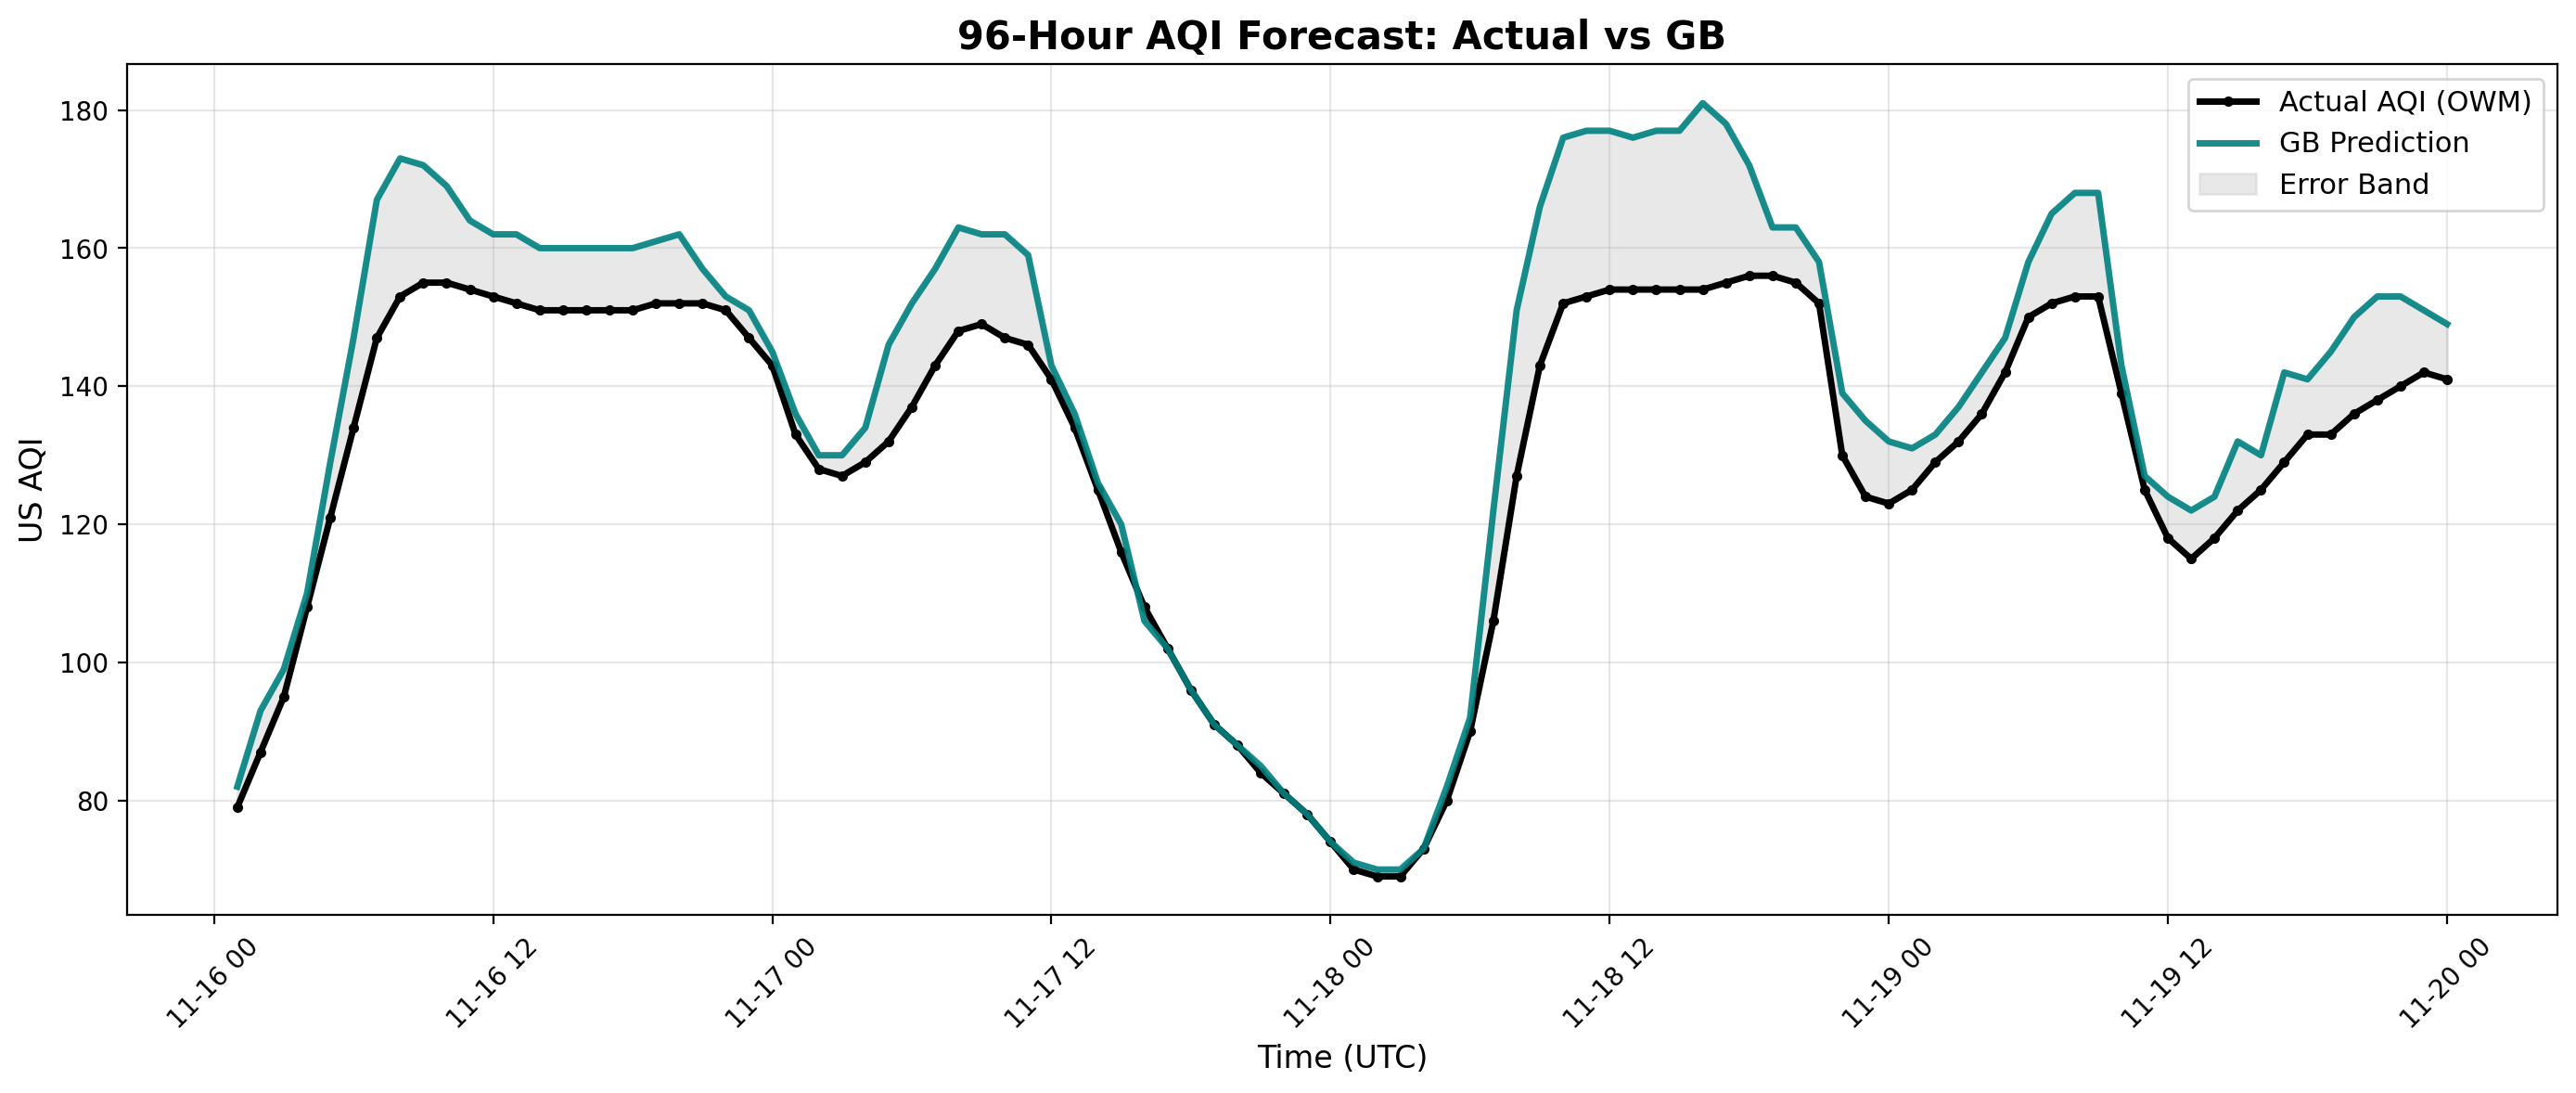 96-Hour AQI Forecast: Actual vs GB
Actual AQI (OWM)
GB Prediction
Error Band
US AQI
180
160
140
120
100
80
11-16 00
11-16 12
11-17 00
11-17 12
11-18 00
11-18 12
11-19 00
11-19 12
11-20 00
Time (UTC)